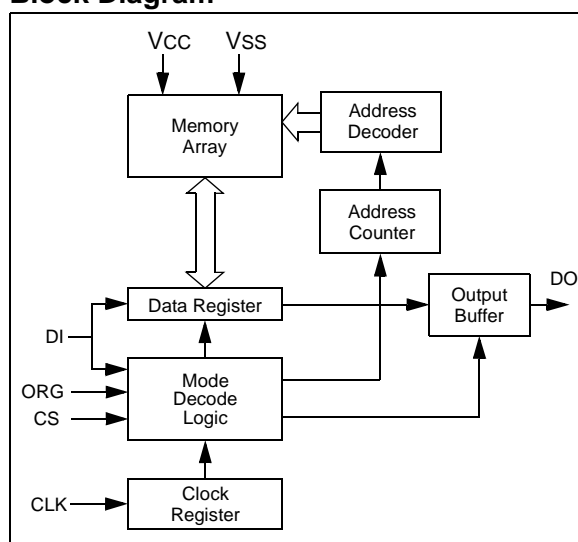 Block Diagram
VCC VSS
Memory
Array
Address
Decoder
Address
Counter
Data Register
Output
Buffer
DO
DI
ORG
CS
Mode
Decode
Logic
CLK
Clock
Register